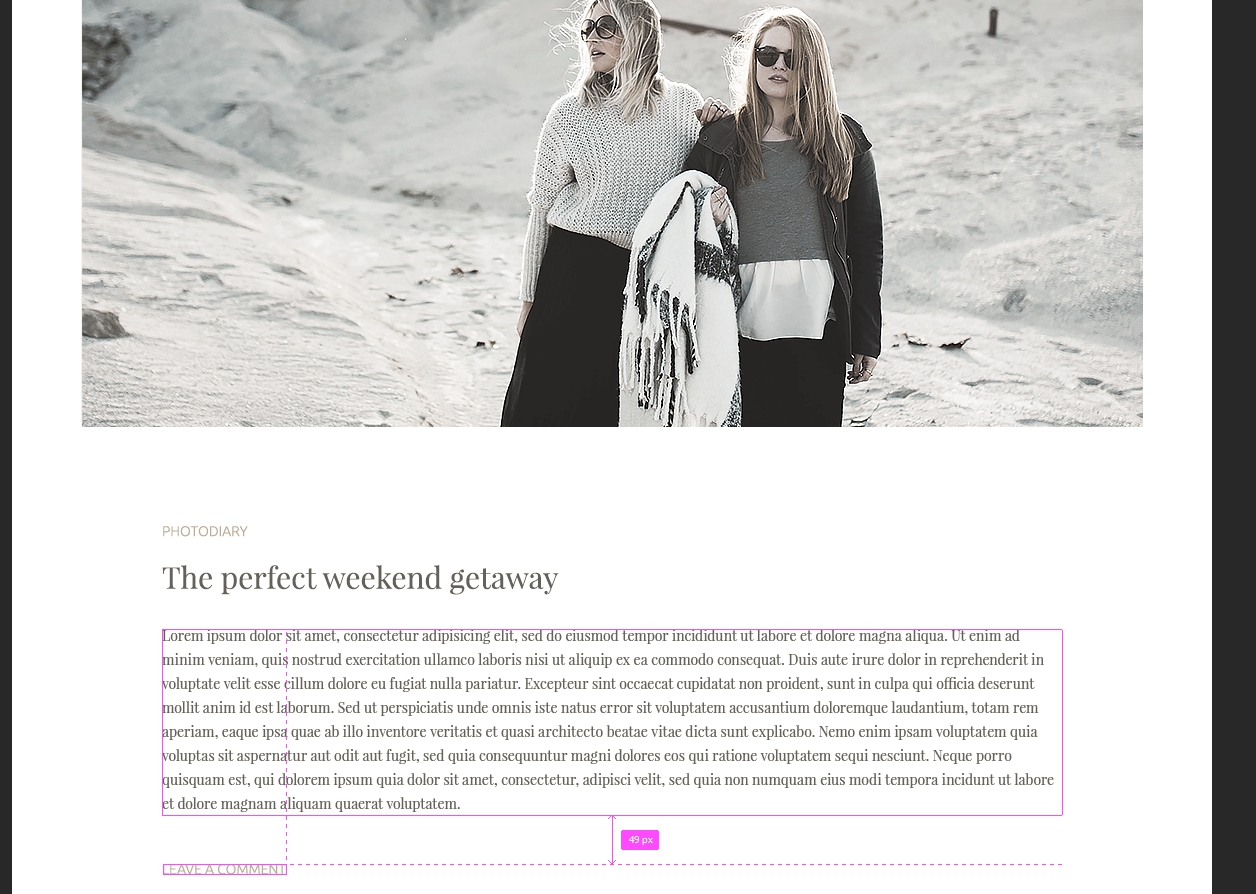 PHOTODIARY
The perfect weekend getaway
Lorem ipsum dolor sit amet, consectetur adipisicing elit, sed do eiusmod tempor incididunt ut labore et dolore magna aliqua. Ut enim ad
minim veniam, quis nostrud exercitation ullamco laboris nisi ut aliquip ex ea commodo consequat. Duis aute irure dolor in reprehenderit in
voluptate velit esse cillum dolore eu fugiat nulla pariatur. Excepteur sint occaecat cupidatat non proident, sunt in culpa qui officia deserunt
mollit anim id est laborum. Sed ut perspiciatis unde omnis iste natus error sit voluptatem accusantium doloremque laudantium, totam rem
aperiam, eaque ipsa quae ab illo inventore veritatis et quasi architecto beatae vitae dicta sunt explicabo. Nemo enim ipsam voluptatem quia
voluptas sit aspernatur aut odit aut fugit, sed quia consequuntur magni dolores eos qui ratione voluptatem sequi nesciunt. Neque porro
quisquam est, qui dolorem ipsum quia dolor sit amet, consectetur, adipisci velit, sed quia non numquam eius modi tempora incidunt ut labore
et dolore magnam aliquam quaerat voluptatem.
49 px
LEAVE A COMMENT